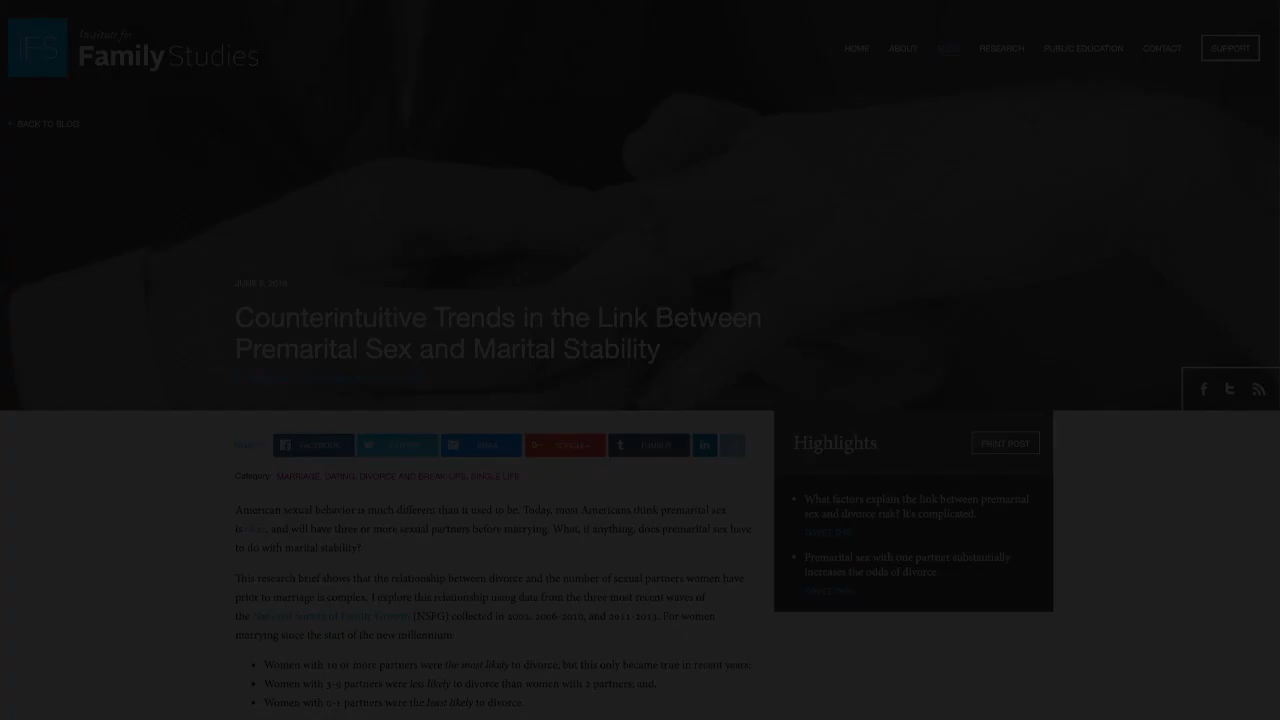 IFS
Institute for
Family Studies
HOME ABOUT BLOG RESEARCH PUBLIC EDUCATION CONTACT SUPPORT
BACK TO BLOG
Counterintuitive Trends in the Link Between
Premarital Sex and Marital Stability
FACEBOOK
TUMBLR
in
Category: MARRIAGE, DATING, DIVORCE AND BREAK-UPS, SINGLE LIFE
American sexual behavior is much different than it used to be. Today, most Americans think premarital sex
is okay, and will have three or more sexual partners before marrying. What, if anything, does premarital sex have
to do with marital stability?
This research brief shows that the relationship between divorce and the number of sexual partners women have
prior to marriage is complex. I explore this relationship using data from the three most recent waves of
the National Survey of Family Growth (NSFG) collected in 2002, 2006-2010, and 2011-2013. For women
marrying since the start of the new millennium:
• Women with 10 or more partners were the most likely to divorce, but this only became true in recent years;
• Women with 3-9 partners were less likely to divorce than women with 2 partners; and,
• Women with 0-1 partners were the least likely to divorce.
Highlights
PRINT POST
• What factors explain the link between premarital
sex and divorce risk? It's complicated.
TWEET THIS
• Premarital sex with one partner substantially
increases the odds of divorce.
TWEET THIS